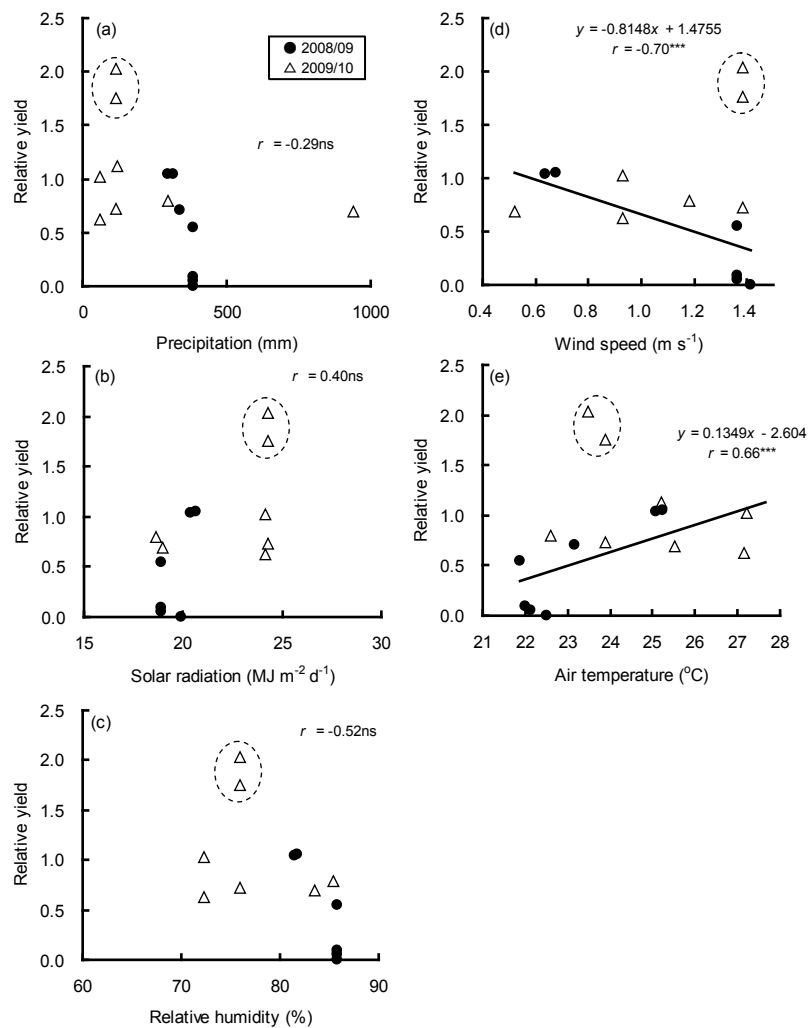 (a)
2008/09
2009/10
r = -0.29ns
Relative yield
2.5
2.0
1.5
1.0
0.5
0.0
0 500 1000
Precipitation (mm)
(d)
y = -0.8148x + 1.4755
r = -0.70***
Relative yield
2.5
2.0
1.5
1.0
0.5
0.0
0.4 0.6 0.8 1.0 1.2 1.4
Wind speed (m s⁻¹)
(b)
r = 0.40ns
Relative yield
2.5
2.0
1.5
1.0
0.5
0.0
15 20 25 30
Solar radiation (MJ m⁻² d⁻¹)
(e)
y = 0.1349x - 2.604
r = 0.66***
Relative yield
2.5
2.0
1.5
1.0
0.5
0.0
21 22 23 24 25 26 27 28
Air temperature (°C)
(c)
r = -0.52ns
Relative yield
2.5
2.0
1.5
1.0
0.5
0.0
60 70 80 90
Relative humidity (%)